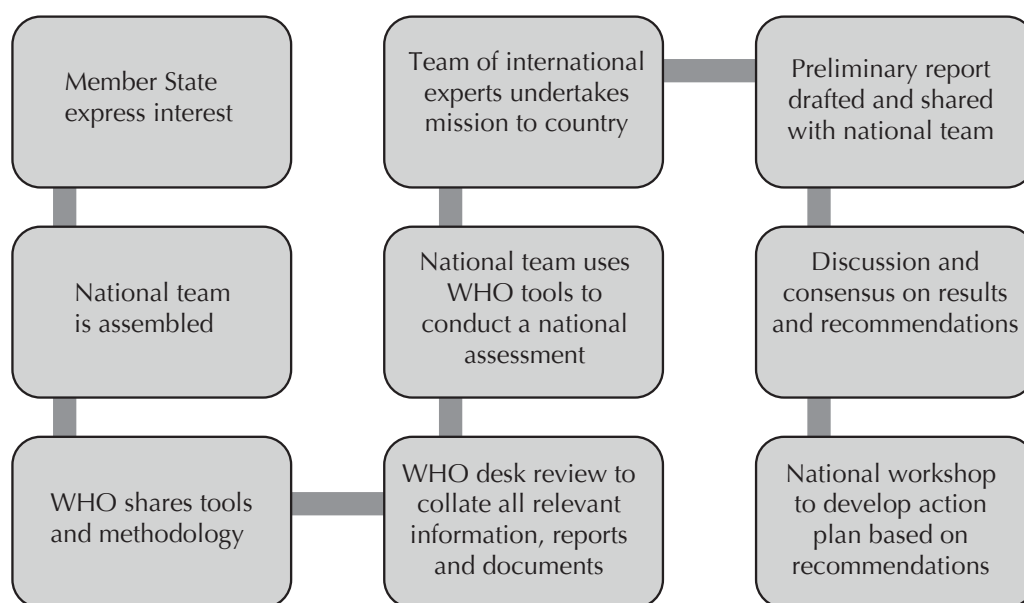 Member State
express interest
National team
is assembled
WHO shares tools
and methodology
WHO desk review to
collate all relevant
information, reports
and documents
National team uses
WHO tools to
conduct a national
assessment
Team of international
experts undertakes
mission to country
Preliminary report
drafted and shared
with national team
Discussion and
consensus on results
and recommendations
National workshop
to develop action
plan based on
recommendations